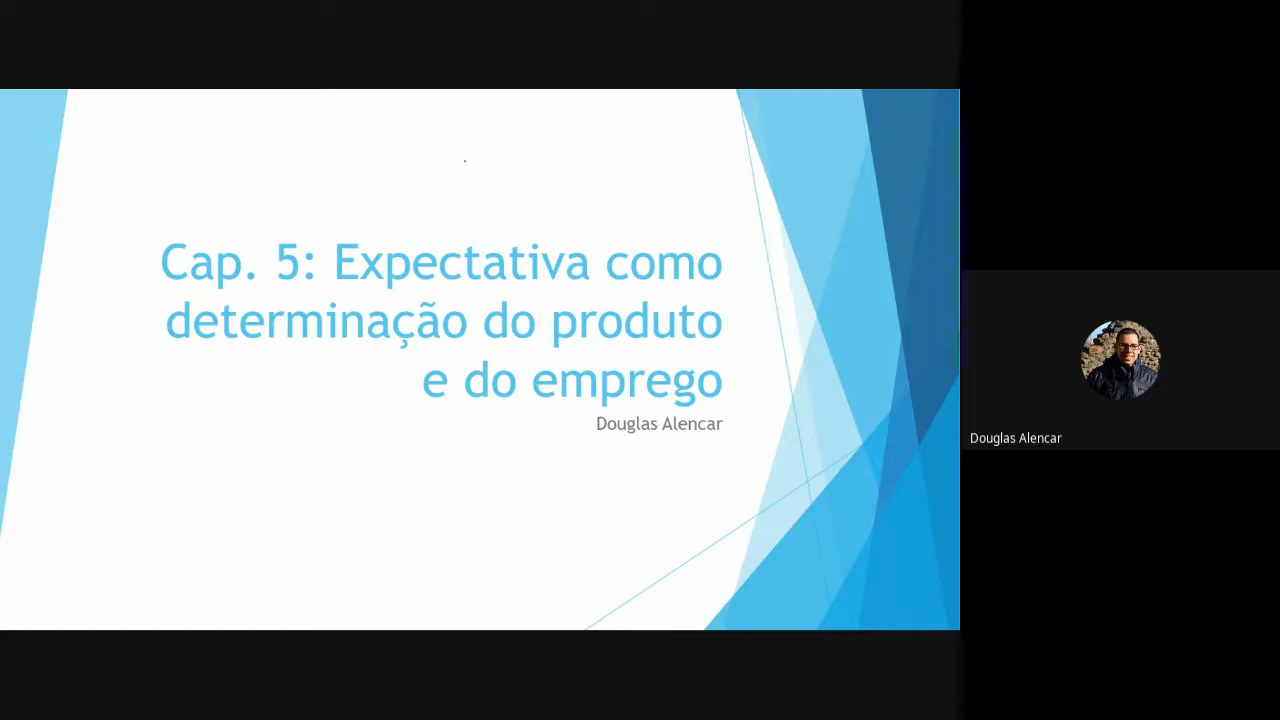 Cap. 5: Expectativa como
determinação do produto
e do emprego
Douglas Alencar
Douglas Alencar